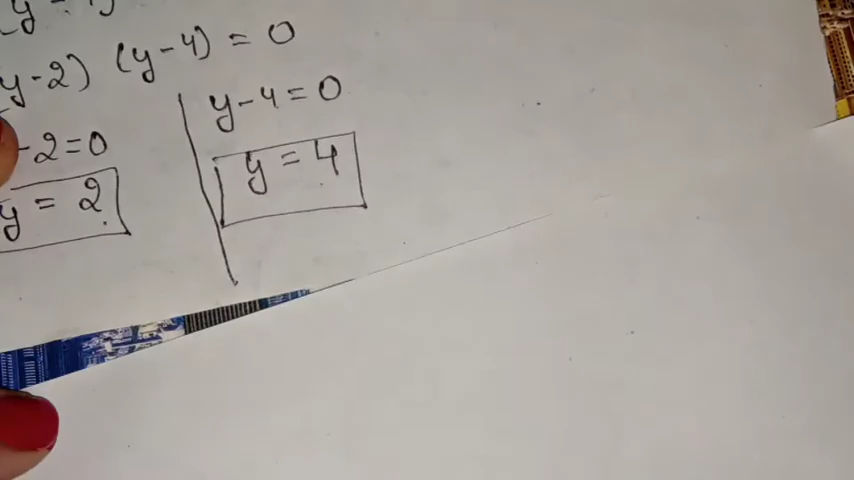 y-2) (y-4) = 0
-2=0
y = 2
y-4=0
y = 4